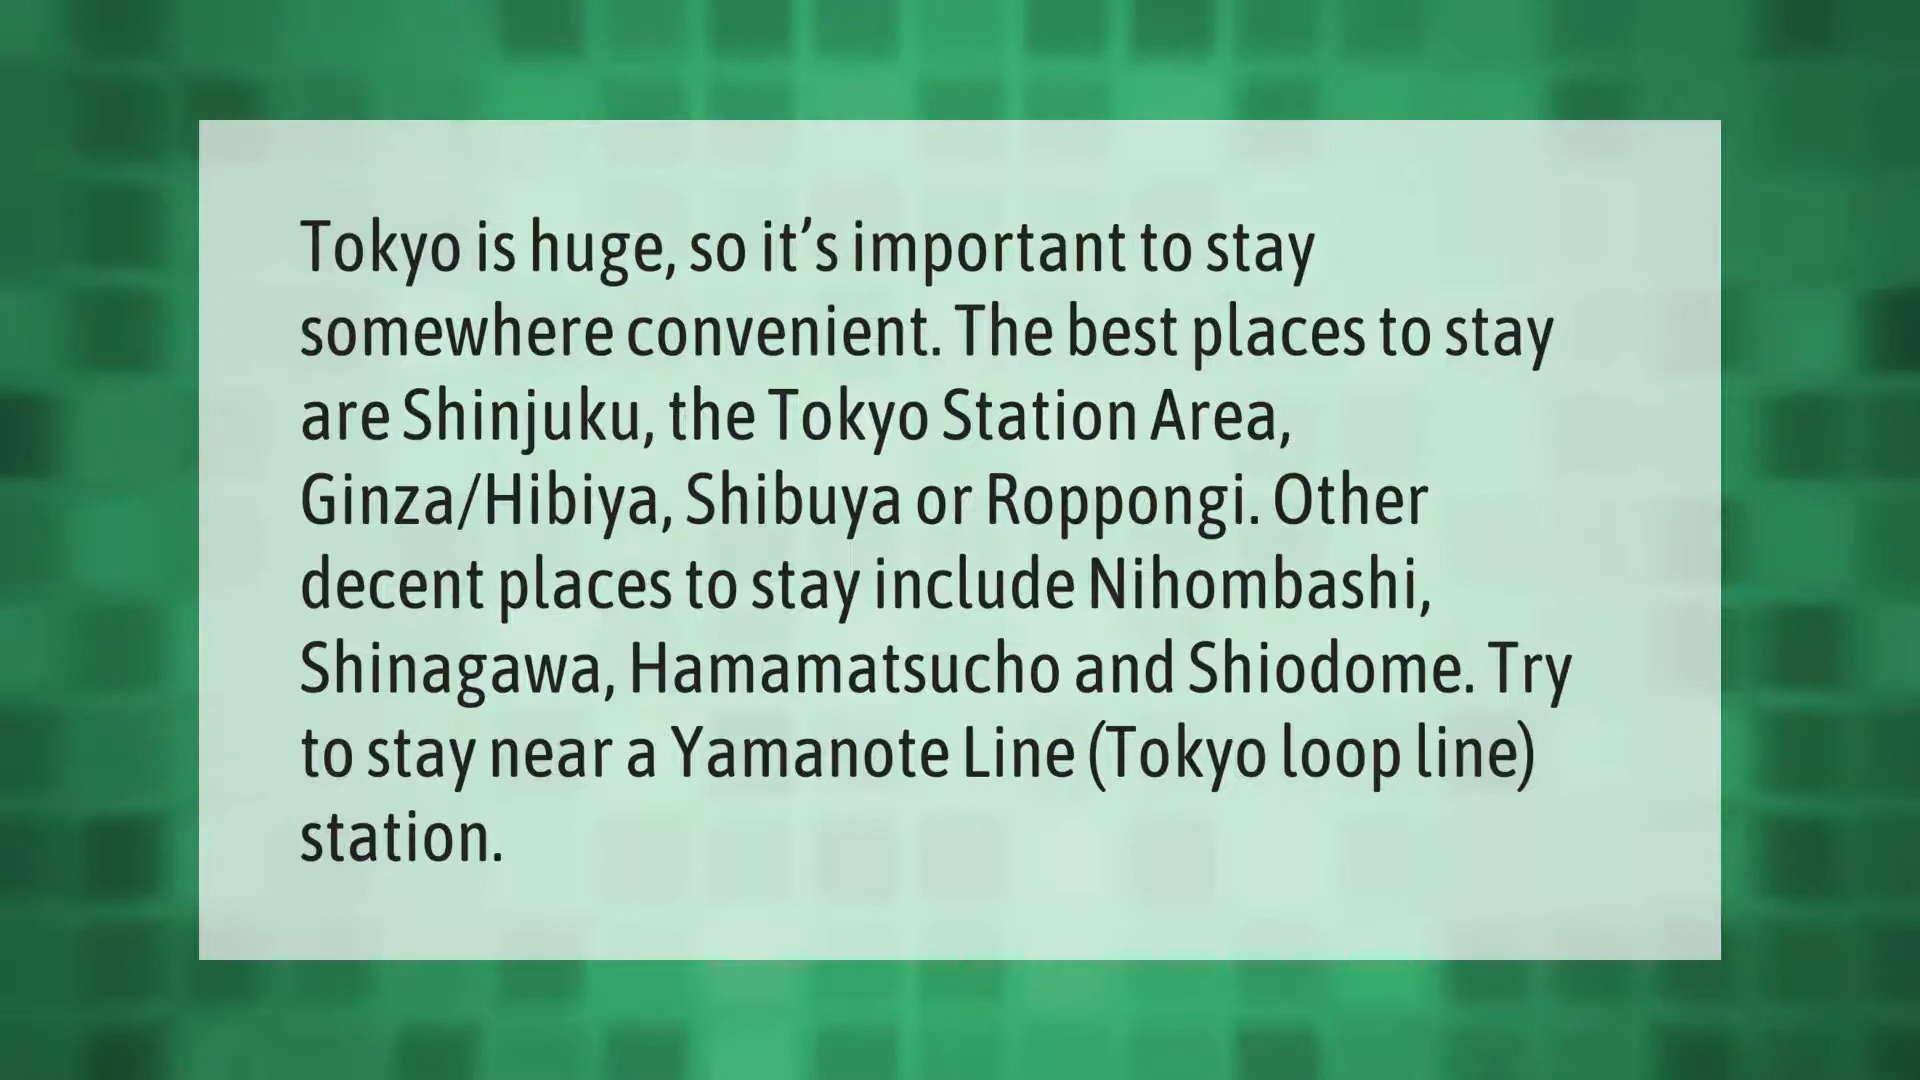 Tokyo is huge, so it’s important to stay
somewhere convenient. The best places to stay
are Shinjuku, the Tokyo Station Area,
Ginza/Hibiya, Shibuya or Roppongi. Other
decent places to stay include Nihombashi,
Shinagawa, Hamamatsucho and Shiodome. Try
to stay near a Yamanote Line (Tokyo loop line)
station.